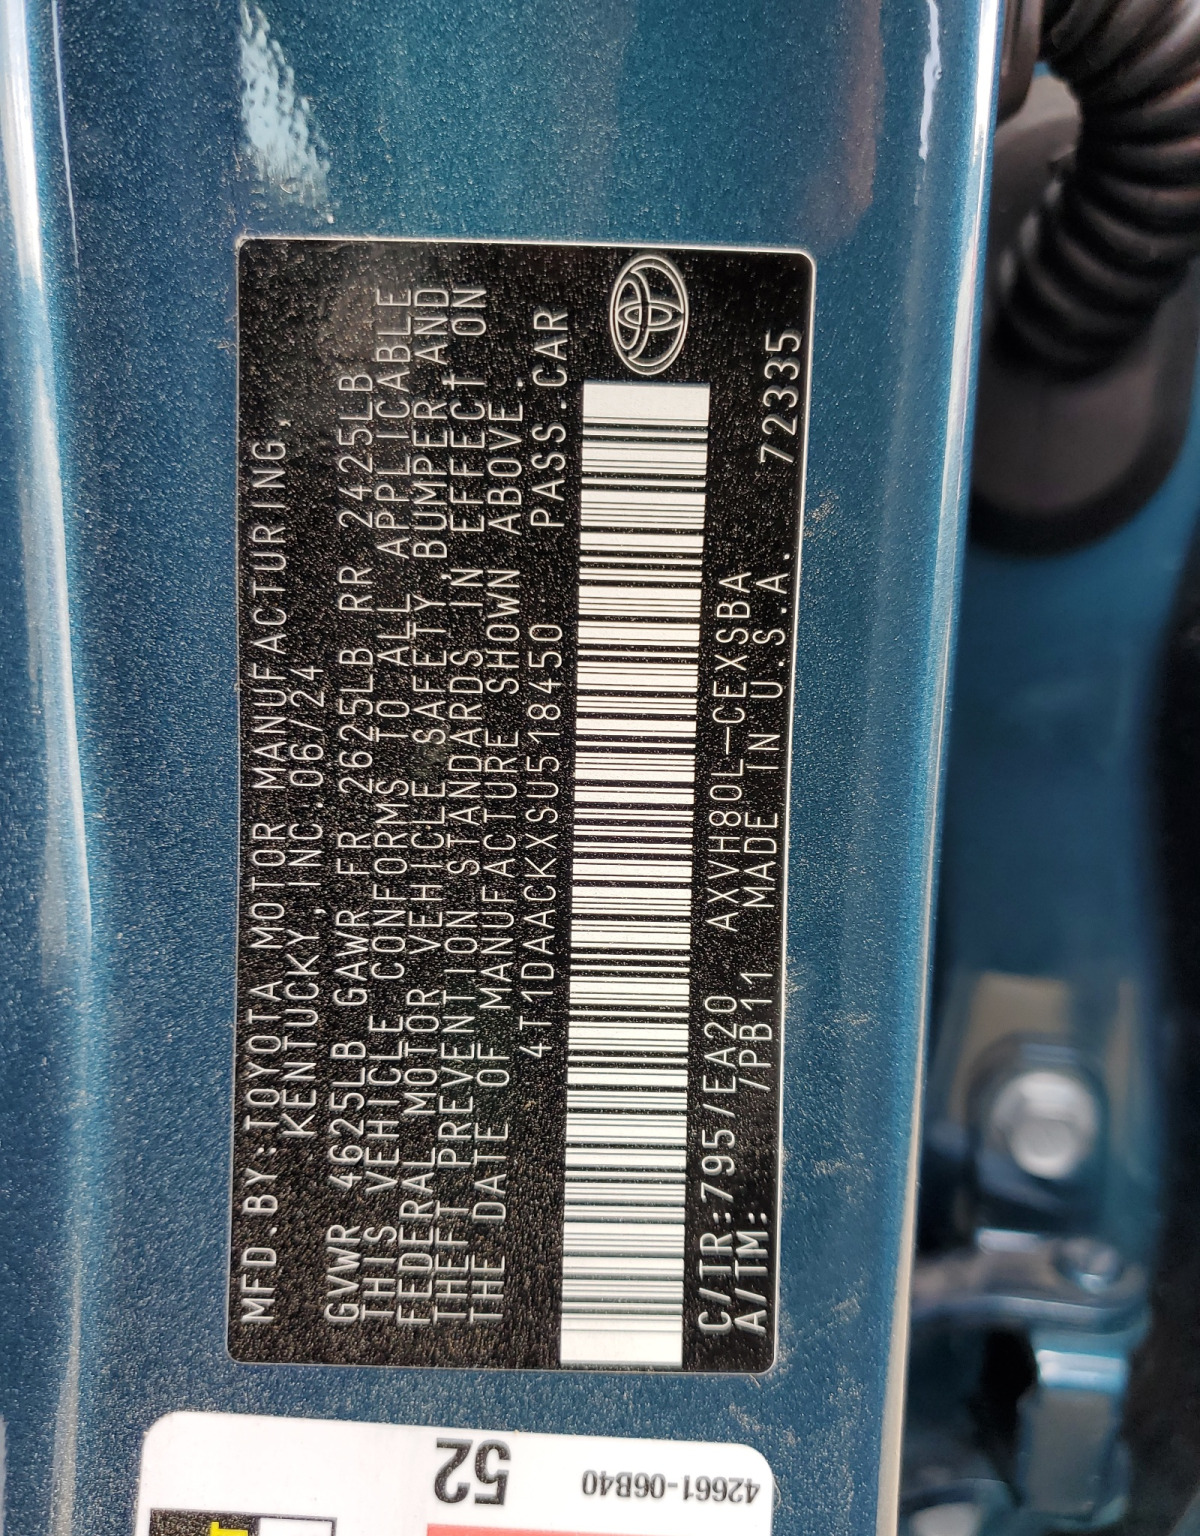 MFD.BY:TOYOTA MOTOR MANUFACTURING,
KENTUCKY, INC.06/24
GVWR 4625LB GAWR FR 2625LB RR 2425LB
THIS VEHICLE CONFORMS TO ALL APPLICABLE
FEDERAL MOTOR VEHICLE SAFETY, BUMPER AND
THEFT PREVENTION STANDARDS IN EFFECT ON
THE DATE OF MANUFACTURE SHOWN ABOVE.
4T1DAACKXSU518450 PASS.CAR
C/TR:795/EA20 AXVH80L-CEXSBA
A/TM: /PB11 MADE IN U.S.A. 72335
52
42661-06B40